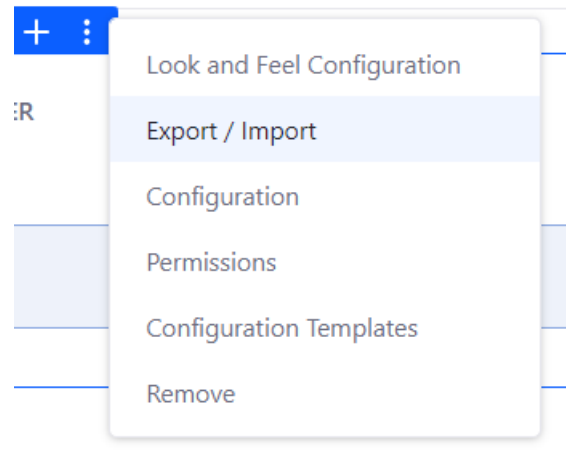 ER
Look and Feel Configuration
Export / Import
Configuration
Permissions
Configuration Templates
Remove